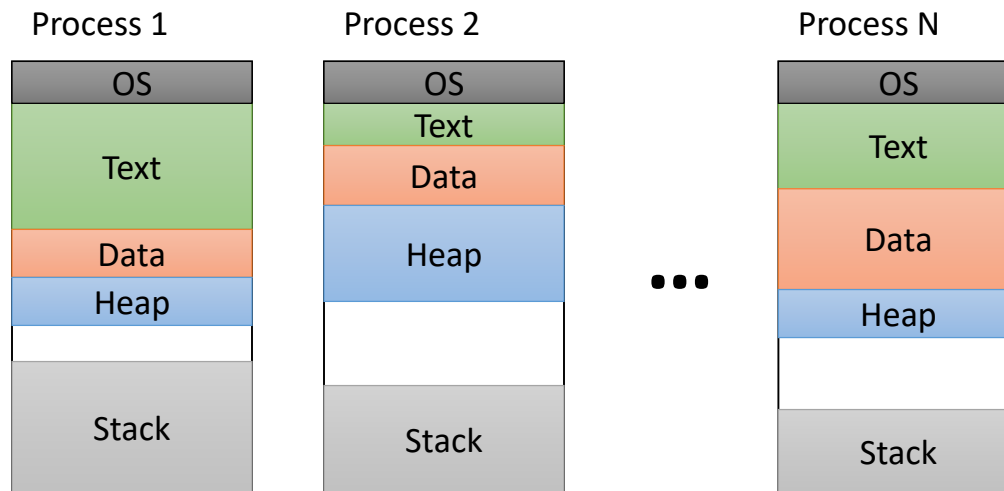 Process 1
OS
Text
Data
Heap
Stack
Process 2
OS
Text
Data
Heap
Stack
...
Process N
OS
Text
Data
Heap
Stack